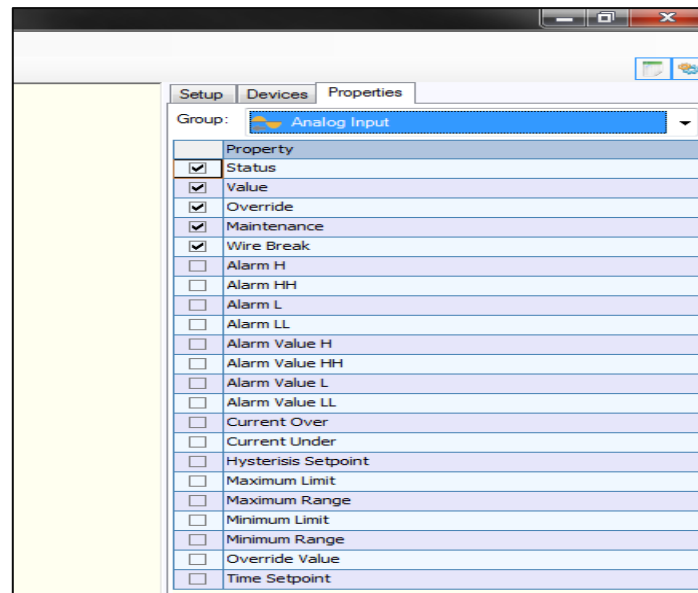 Setup Devices Properties
Group: Analog Input
Property
Status
Value
Override
Maintenance
Wire Break
Alarm H
Alarm HH
Alarm L
Alarm LL
Alarm Value H
Alarm Value HH
Alarm Value L
Alarm Value LL
Current Over
Current Under
Hysterisis Setpoint
Maximum Limit
Maximum Range
Minimum Limit
Minimum Range
Override Value
Time Setpoint